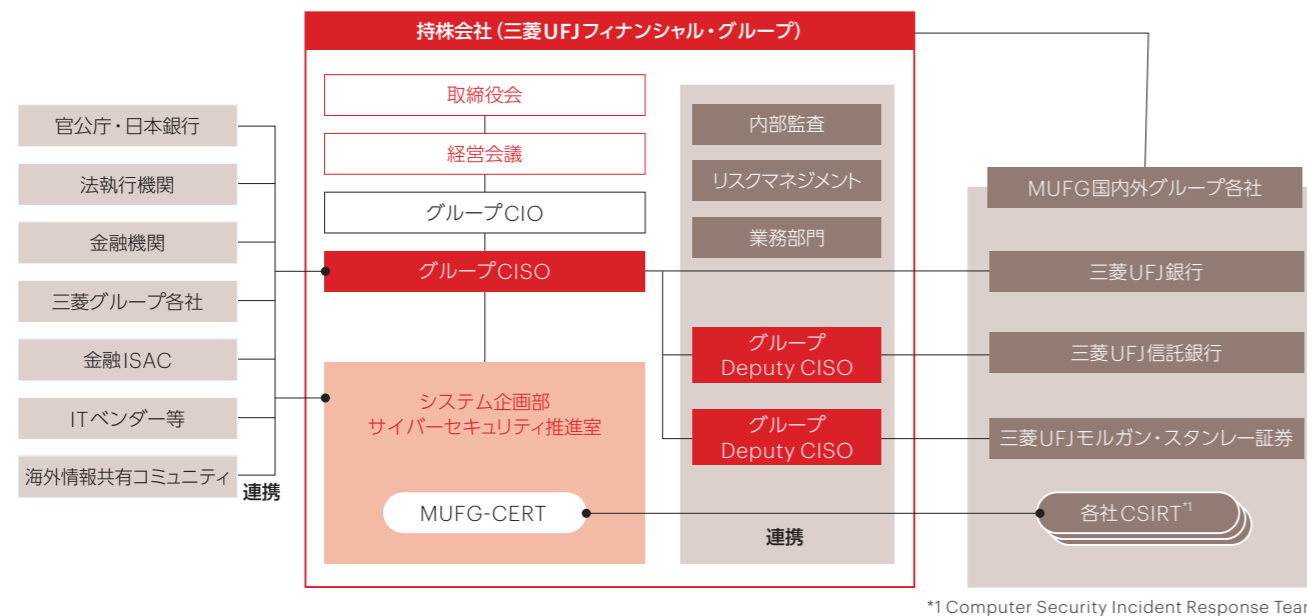 持株会社（三菱UFJフィナンシャル・グループ）
官公庁・日本銀行
法執行機関
金融機関
三菱グループ各社
金融ISAC
ITベンダー等
海外情報共有コミュニティ
連携
取締役会
経営会議
グループCIO
グループCISO
システム企画部
サイバーセキュリティ推進室
MUFG-CERT
内部監査
リスクマネジメント
業務部門
グループ
Deputy CISO
グループ
Deputy CISO
連携
MUFG国内外グループ各社
三菱UFJ銀行
三菱UFJ信託銀行
三菱UFJモルガン・スタンレー証券
各社CSIRT*1
*1 Computer Security Incident Response Tear